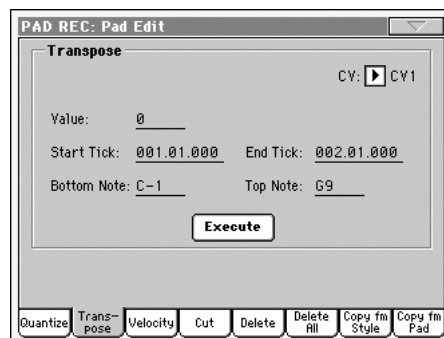 PAD REC: Pad Edit
Transpose
CV: CV1
Value: 0
Start Tick: 001.01.000 End Tick: 002.01.000
Bottom Note: C-1 Top Note: G9
Execute
Quantize Trans-pose Velocity Cut Delete Delete All Copy fm Style Copy fm Pad